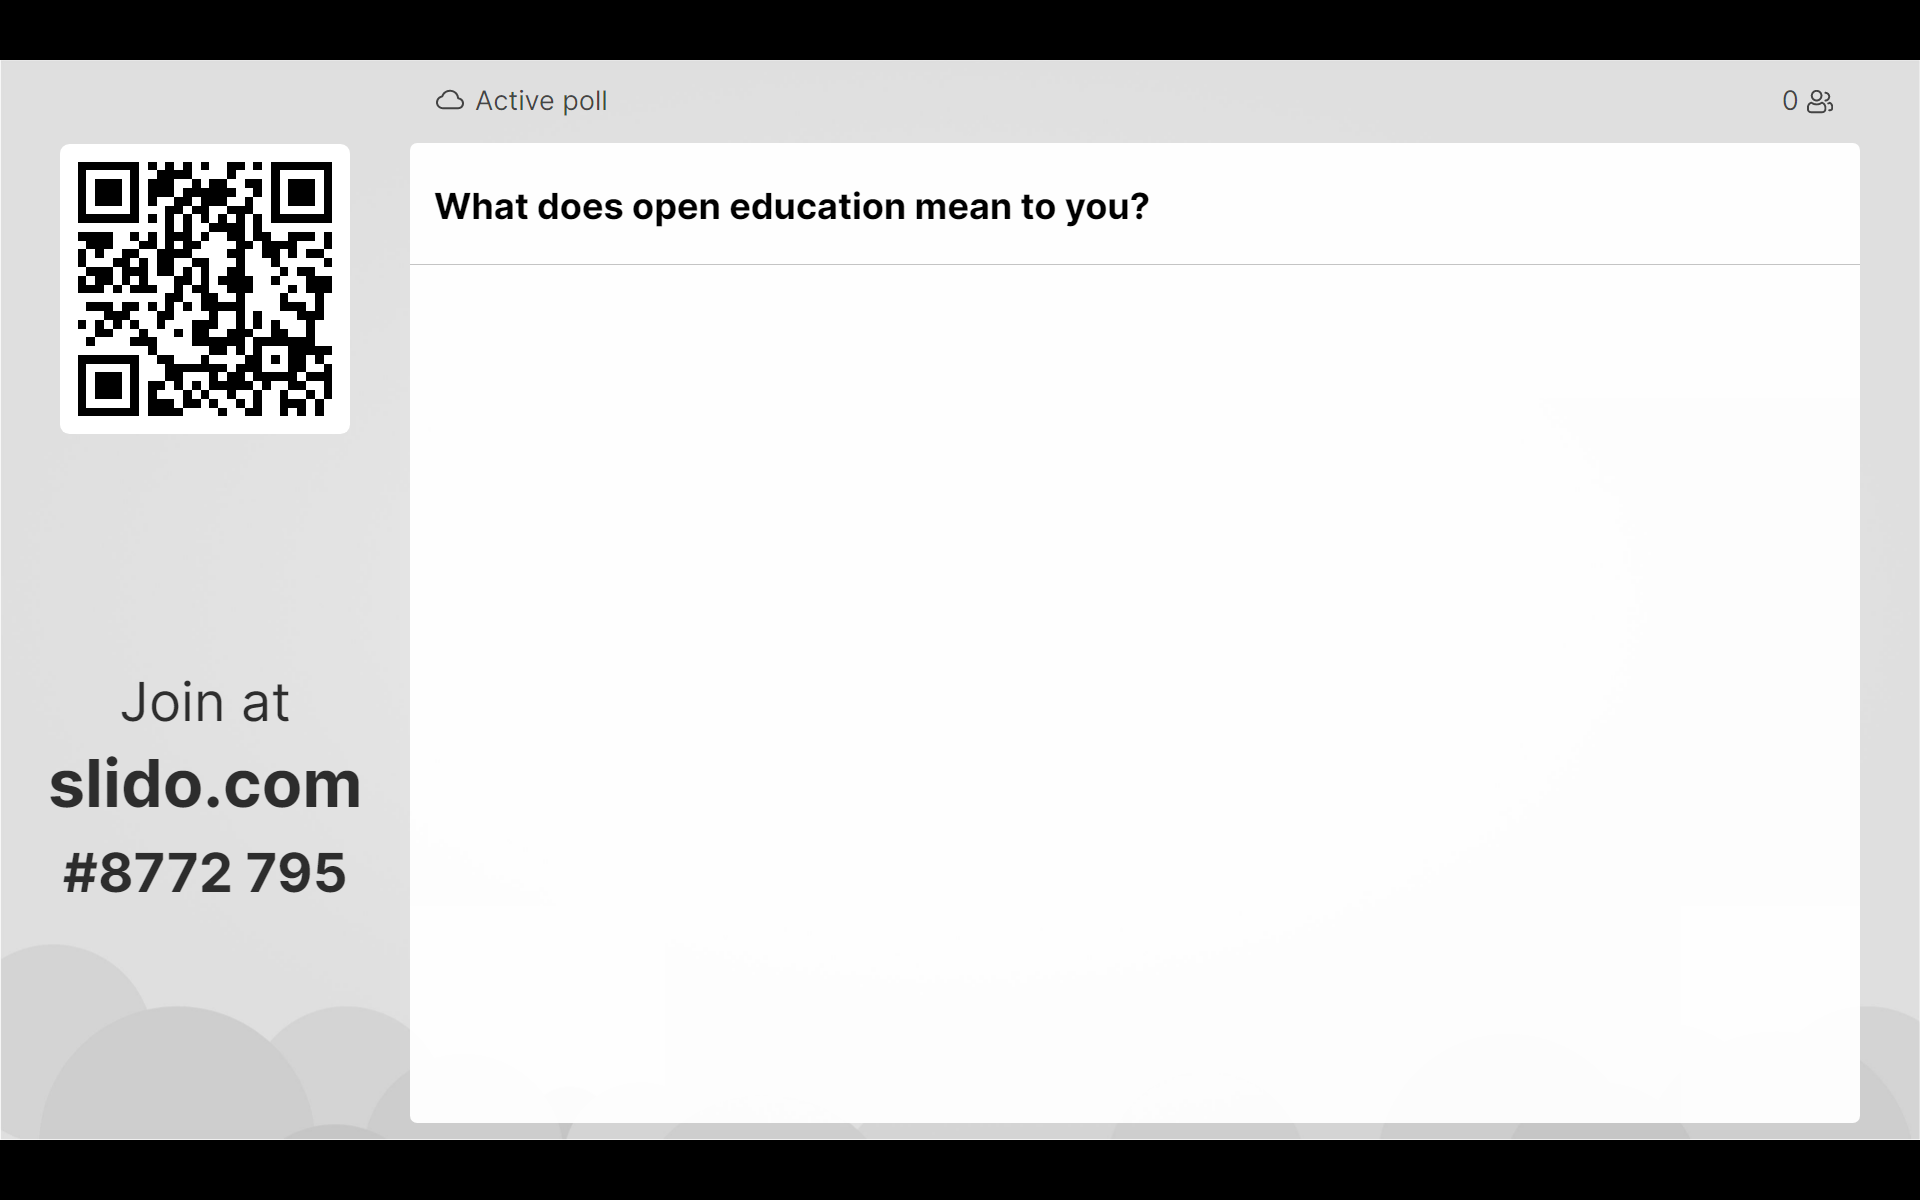 Active poll
0
What does open education mean to you?
Join at
slido.com
#8772 795